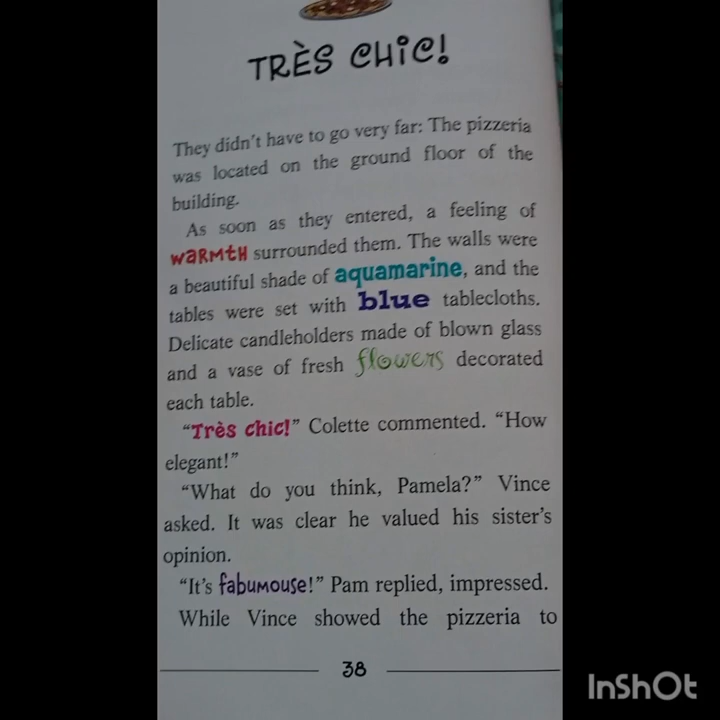 TRÈS CHIC!
They didn't have to go very far: The pizzeria
was located on the ground floor of the
building.
As soon as they entered, a feeling of
WARMTH surrounded them. The walls were
a beautiful shade of aquamarine, and the
tables were set with blue tablecloths.
Delicate candleholders made of blown glass
and a vase of fresh flowers decorated
each table.
"Très chic!" Colette commented. "How
elegant!"
"What do you think, Pamela?" Vince
asked. It was clear he valued his sister's
opinion.
"It's fabumouse!" Pam replied, impressed.
While Vince showed the pizzeria to
38
InShOt